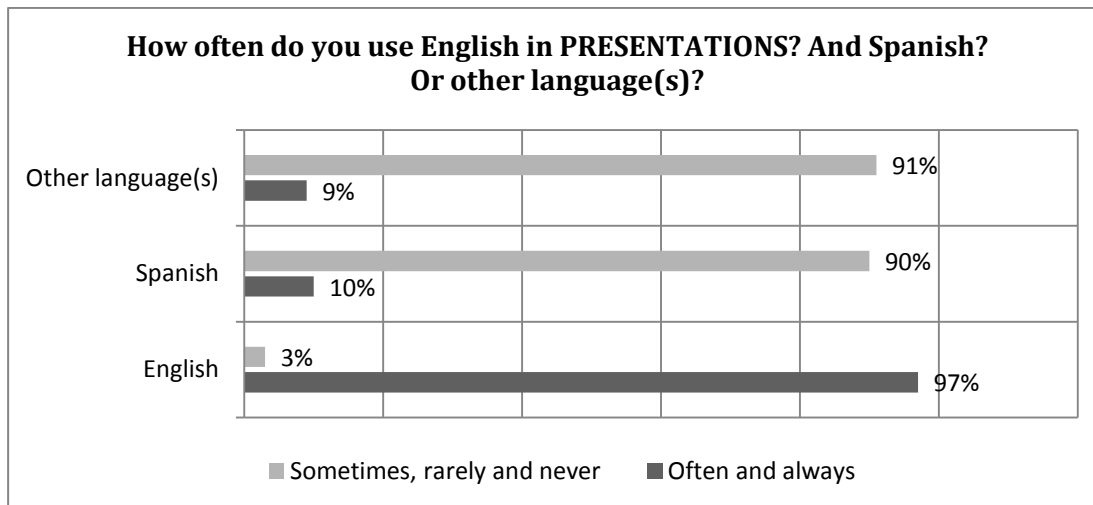 How often do you use English in PRESENTATIONS? And Spanish?
Or other language(s)?
Other language(s)
91%
9%
Spanish
90%
10%
English
3%
97%
Sometimes, rarely and never
Often and always